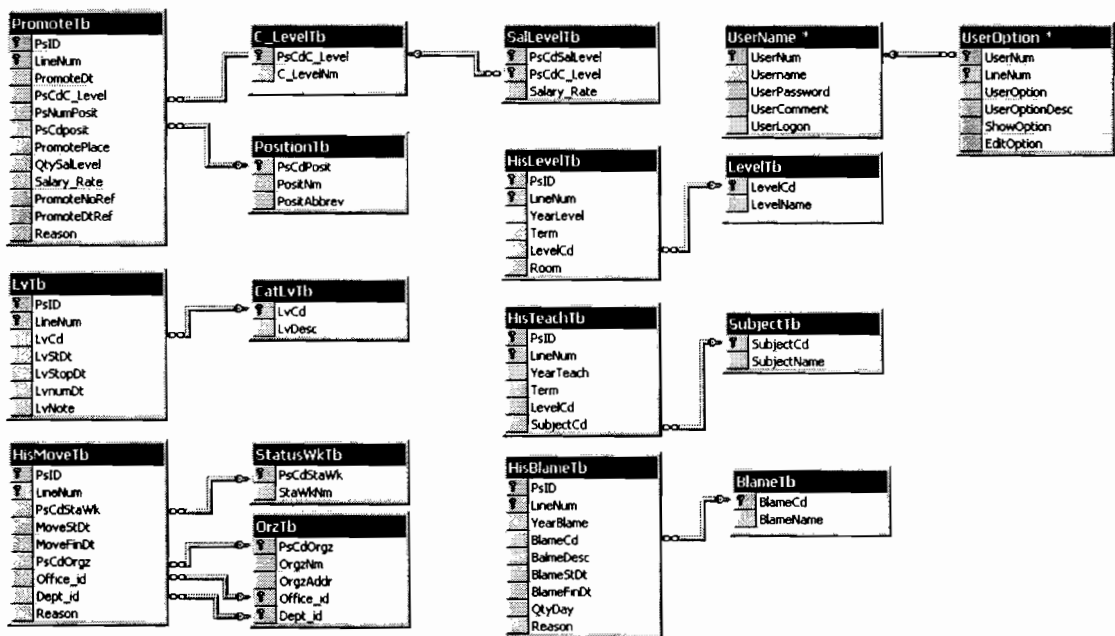 PromoteTb
PsID
LineNum
PromoteDt
PsCdC_Level
PsNumPosit
PsCdposit
PromotePlace
QtySalLevel
Salary_Rate
PromoteNoRef
PromoteDtRef
Reason
C_LevelTb
PsCdC_Level
C_LevelNm
SalLevelTb
PsCdSalLevel
PsCdC_Level
Salary_Rate
UserName *
UserNum
Username
UserPassword
UserComment
UserLogon
UserOption *
UserNum
LineNum
UserOption
UserOptionDesc
ShowOption
EditOption
PositionTb
PsCdPosit
PositNm
PositAbbrev
HisLevelTb
PsID
LineNum
YearLevel
Term
LevelCd
Room
LevelTb
LevelCd
LevelName
LvTb
PsID
LineNum
LvCd
LvStDt
LvStopDt
LvnumDt
LvNote
CatLvTb
LvCd
LvDesc
HisTeachTb
PsID
LineNum
YearTeach
Term
LevelCd
SubjectCd
SubjectTb
SubjectCd
SubjectName
HisMoveTb
PsID
LineNum
PsCdStaWk
MoveStDt
MoveFinDt
PsCdOrgz
Office_id
Dept_id
Reason
StatusWkTb
PsCdStaWk
StaWkNm
OrzTb
PsCdOrgz
OrgzNm
OrgzAddr
Office_id
Dept_id
HisBlameTb
PsID
LineNum
YearBlame
BlameCd
BalmeDesc
BlameStDt
BlameFinDt
QtyDay
Reason
BlameTb
BlameCd
BlameName